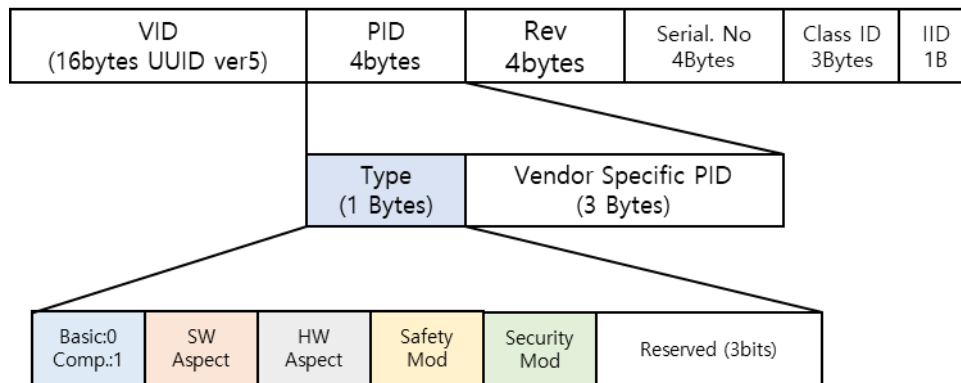 VID
(16bytes UUID ver5)
PID
4bytes
Rev
4bytes
Serial. No
4Bytes
Class ID
3Bytes
IID
1B
Type
(1 Bytes)
Vendor Specific PID
(3 Bytes)
Basic:0
Comp.:1
SW
Aspect
HW
Aspect
Safety
Mod
Security
Mod
Reserved (3bits)